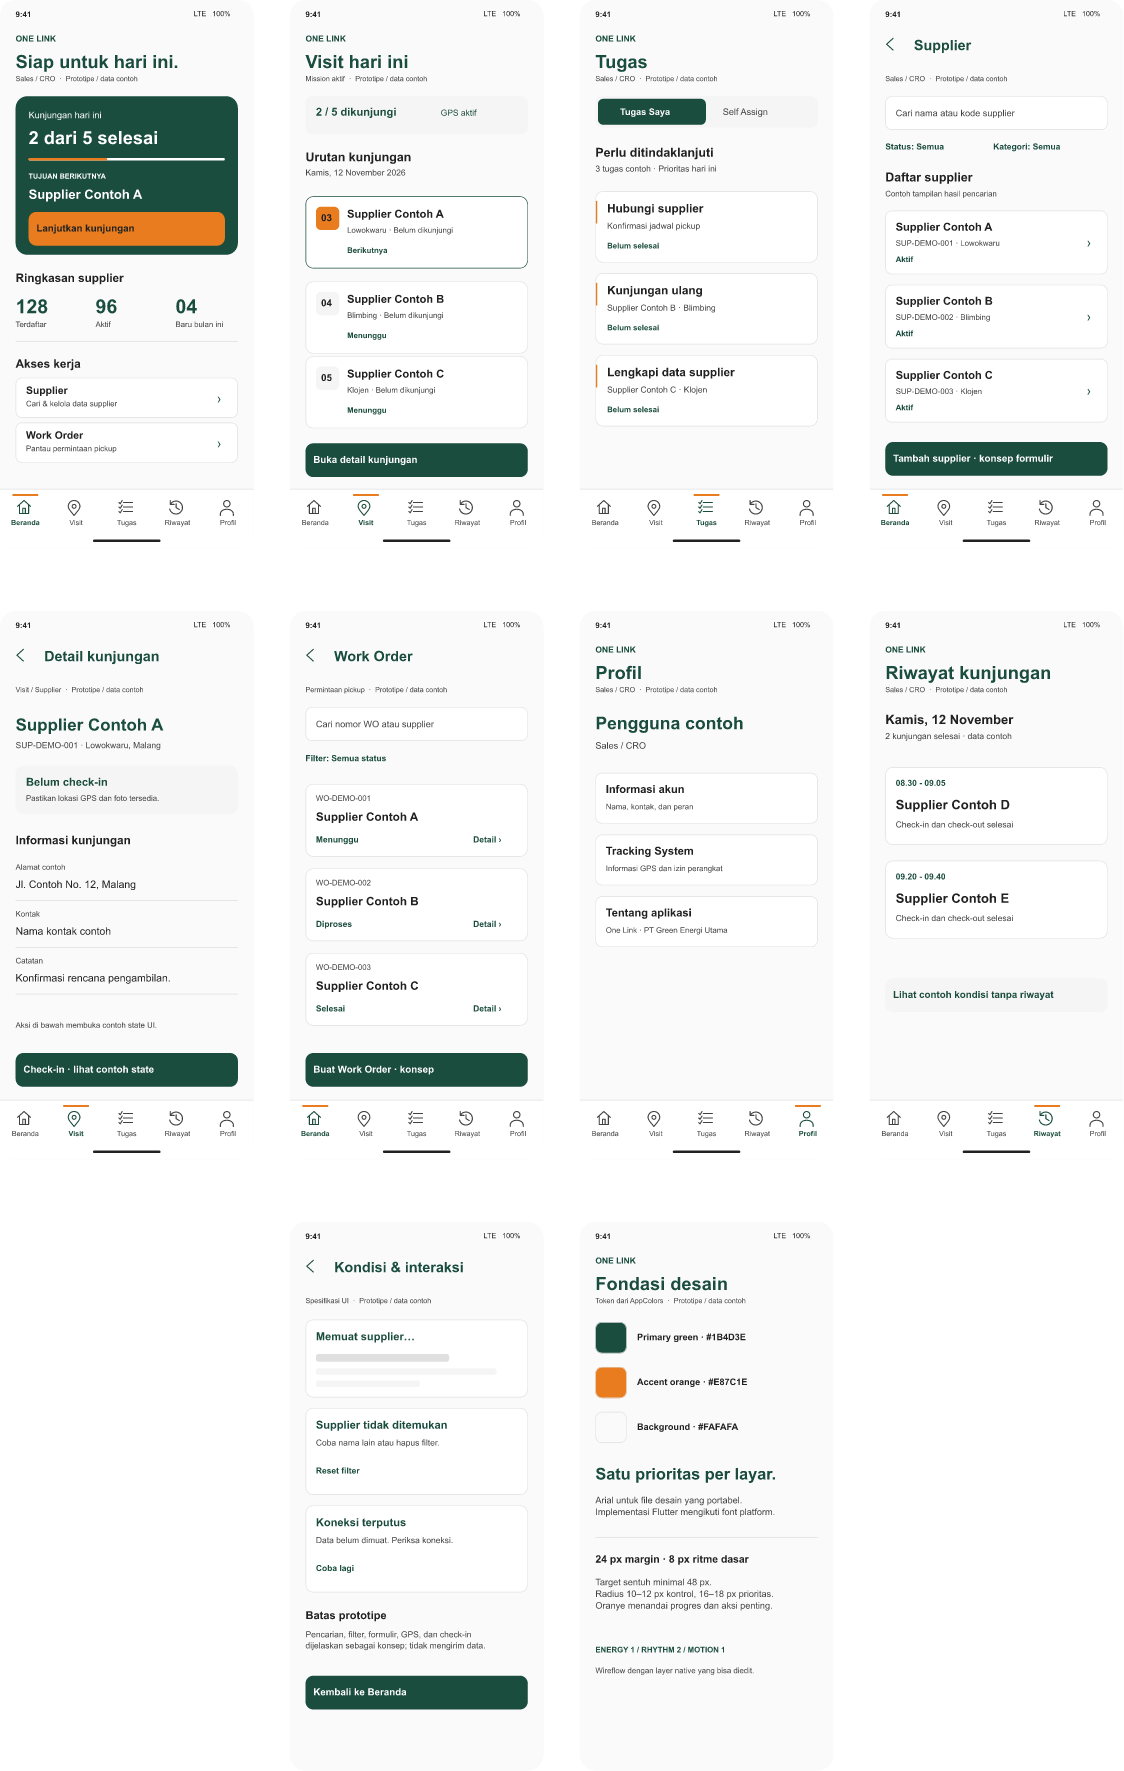 9:41 LTE 100%
ONE LINK
Siap untuk hari ini.
Sales / CRO · Prototipe / data contoh
Kunjungan hari ini
2 dari 5 selesai
TUJUAN BERIKUTNYA
Supplier Contoh A
Lanjutkan kunjungan
Ringkasan supplier
128 96 04
Terdaftar Aktif Baru bulan ini
Akses kerja
Supplier
Cari & kelola data supplier ›
Work Order
Pantau permintaan pickup ›
Beranda Visit Tugas Riwayat Profil
9:41 LTE 100%
ONE LINK
Visit hari ini
Mission aktif · Prototipe / data contoh
2 / 5 dikunjungi GPS aktif
Urutan kunjungan
Kamis, 12 November 2026
03 Supplier Contoh A
Lowokwaru · Belum dikunjungi
Berikutnya
04 Supplier Contoh B
Blimbing · Belum dikunjungi
Menunggu
05 Supplier Contoh C
Klojen · Belum dikunjungi
Menunggu
Buka detail kunjungan
Beranda Visit Tugas Riwayat Profil
9:41 LTE 100%
ONE LINK
Tugas
Sales / CRO · Prototipe / data contoh
Tugas Saya Self Assign
Perlu ditindaklanjuti
3 tugas contoh · Prioritas hari ini
Hubungi supplier
Konfirmasi jadwal pickup
Belum selesai
Kunjungan ulang
Supplier Contoh B · Blimbing
Belum selesai
Lengkapi data supplier
Supplier Contoh C · Klojen
Belum selesai
Beranda Visit Tugas Riwayat Profil
9:41 LTE 100%
Supplier
Sales / CRO · Prototipe / data contoh
Cari nama atau kode supplier
Status: Semua Kategori: Semua
Daftar supplier
Contoh tampilan hasil pencarian
Supplier Contoh A
SUP-DEMO-001 · Lowokwaru ›
Aktif
Supplier Contoh B
SUP-DEMO-002 · Blimbing ›
Aktif
Supplier Contoh C
SUP-DEMO-003 · Klojen ›
Aktif
Tambah supplier · konsep formulir
Beranda Visit Tugas Riwayat Profil
9:41 LTE 100%
Detail kunjungan
Visit / Supplier · Prototipe / data contoh
Supplier Contoh A
SUP-DEMO-001 · Lowokwaru, Malang
Belum check-in
Pastikan lokasi GPS dan foto tersedia.
Informasi kunjungan
Alamat contoh
Jl. Contoh No. 12, Malang
Kontak
Nama kontak contoh
Catatan
Konfirmasi rencana pengambilan.
Aksi di bawah membuka contoh state UI.
Check-in · lihat contoh state
Beranda Visit Tugas Riwayat Profil
9:41 LTE 100%
Work Order
Permintaan pickup · Prototipe / data contoh
Cari nomor WO atau supplier
Filter: Semua status
WO-DEMO-001
Supplier Contoh A
Menunggu Detail ›
WO-DEMO-002
Supplier Contoh B
Diproses Detail ›
WO-DEMO-003
Supplier Contoh C
Selesai Detail ›
Buat Work Order · konsep
Beranda Visit Tugas Riwayat Profil
9:41 LTE 100%
ONE LINK
Profil
Sales / CRO · Prototipe / data contoh
Pengguna contoh
Sales / CRO
Informasi akun
Nama, kontak, dan peran
Tracking System
Informasi GPS dan izin perangkat
Tentang aplikasi
One Link · PT Green Energi Utama
Beranda Visit Tugas Riwayat Profil
9:41 LTE 100%
ONE LINK
Riwayat kunjungan
Sales / CRO · Prototipe / data contoh
Kamis, 12 November
2 kunjungan selesai · data contoh
08.30 - 09.05
Supplier Contoh D
Check-in dan check-out selesai
09.20 - 09.40
Supplier Contoh E
Check-in dan check-out selesai
Lihat contoh kondisi tanpa riwayat
Beranda Visit Tugas Riwayat Profil
9:41 LTE 100%
Kondisi & interaksi
Spesifikasi UI · Prototipe / data contoh
Memuat supplier...
Supplier tidak ditemukan
Coba nama lain atau hapus filter.
Reset filter
Koneksi terputus
Data belum dimuat. Periksa koneksi.
Coba lagi
Batas prototipe
Pencarian, filter, formulir, GPS, dan check-in
dijelaskan sebagai konsep; tidak mengirim data.
Kembali ke Beranda
9:41 LTE 100%
ONE LINK
Fondasi desain
Token dari AppColors · Prototipe / data contoh
Primary green · #1B4D3E
Accent orange · #E87C1E
Background · #FAFAFA
Satu prioritas per layar.
Arial untuk file desain yang portabel.
Implementasi Flutter mengikuti font platform.
24 px margin · 8 px ritme dasar
Target sentuh minimal 48 px.
Radius 10–12 px kontrol, 16–18 px prioritas.
Oranye menandai progres dan aksi penting.
ENERGY 1 / RHYTHM 2 / MOTION 1
Wireflow dengan layer native yang bisa diedit.